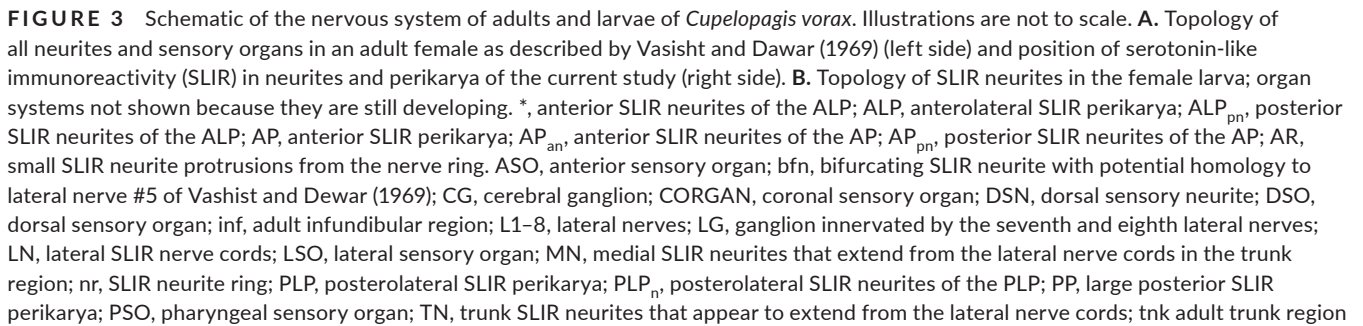 FIGURE 3 Schematic of the nervous system of adults and larvae of Cupelopagis vorax. Illustrations are not to scale. A. Topology of
all neurites and sensory organs in an adult female as described by Vasisht and Dawar (1969) (left side) and position of serotonin-like
immunoreactivity (SLIR) in neurites and perikarya of the current study (right side). B. Topology of SLIR neurites in the female larva; organ
systems not shown because they are still developing. *, anterior SLIR neurites of the ALP; ALP, anterolateral SLIR perikarya; ALPpn, posterior
SLIR neurites of the ALP; AP, anterior SLIR perikarya; APan, anterior SLIR neurites of the AP; APpn, posterior SLIR neurites of the AP; AR,
small SLIR neurite protrusions from the nerve ring. ASO, anterior sensory organ; bfn, bifurcating SLIR neurite with potential homology to
lateral nerve #5 of Vashist and Dewar (1969); CG, cerebral ganglion; CORGAN, coronal sensory organ; DSN, dorsal sensory neurite; DSO,
dorsal sensory organ; inf, adult infundibular region; L1–8, lateral nerves; LG, ganglion innervated by the seventh and eighth lateral nerves;
LN, lateral SLIR nerve cords; LSO, lateral sensory organ; MN, medial SLIR neurites that extend from the lateral nerve cords in the trunk
region; nr, SLIR neurite ring; PLP, posterolateral SLIR perikarya; PLPn, posterolateral SLIR neurites of the PLP; PP, large posterior SLIR
perikarya; PSO, pharyngeal sensory organ; TN, trunk SLIR neurites that appear to extend from the lateral nerve cords; tnk adult trunk region